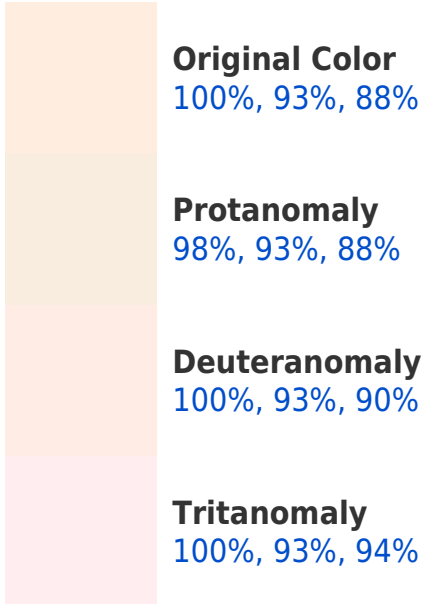 Original Color
100%, 93%, 88%
Protanomaly
98%, 93%, 88%
Deuteranomaly
100%, 93%, 90%
Tritanomaly
100%, 93%, 94%